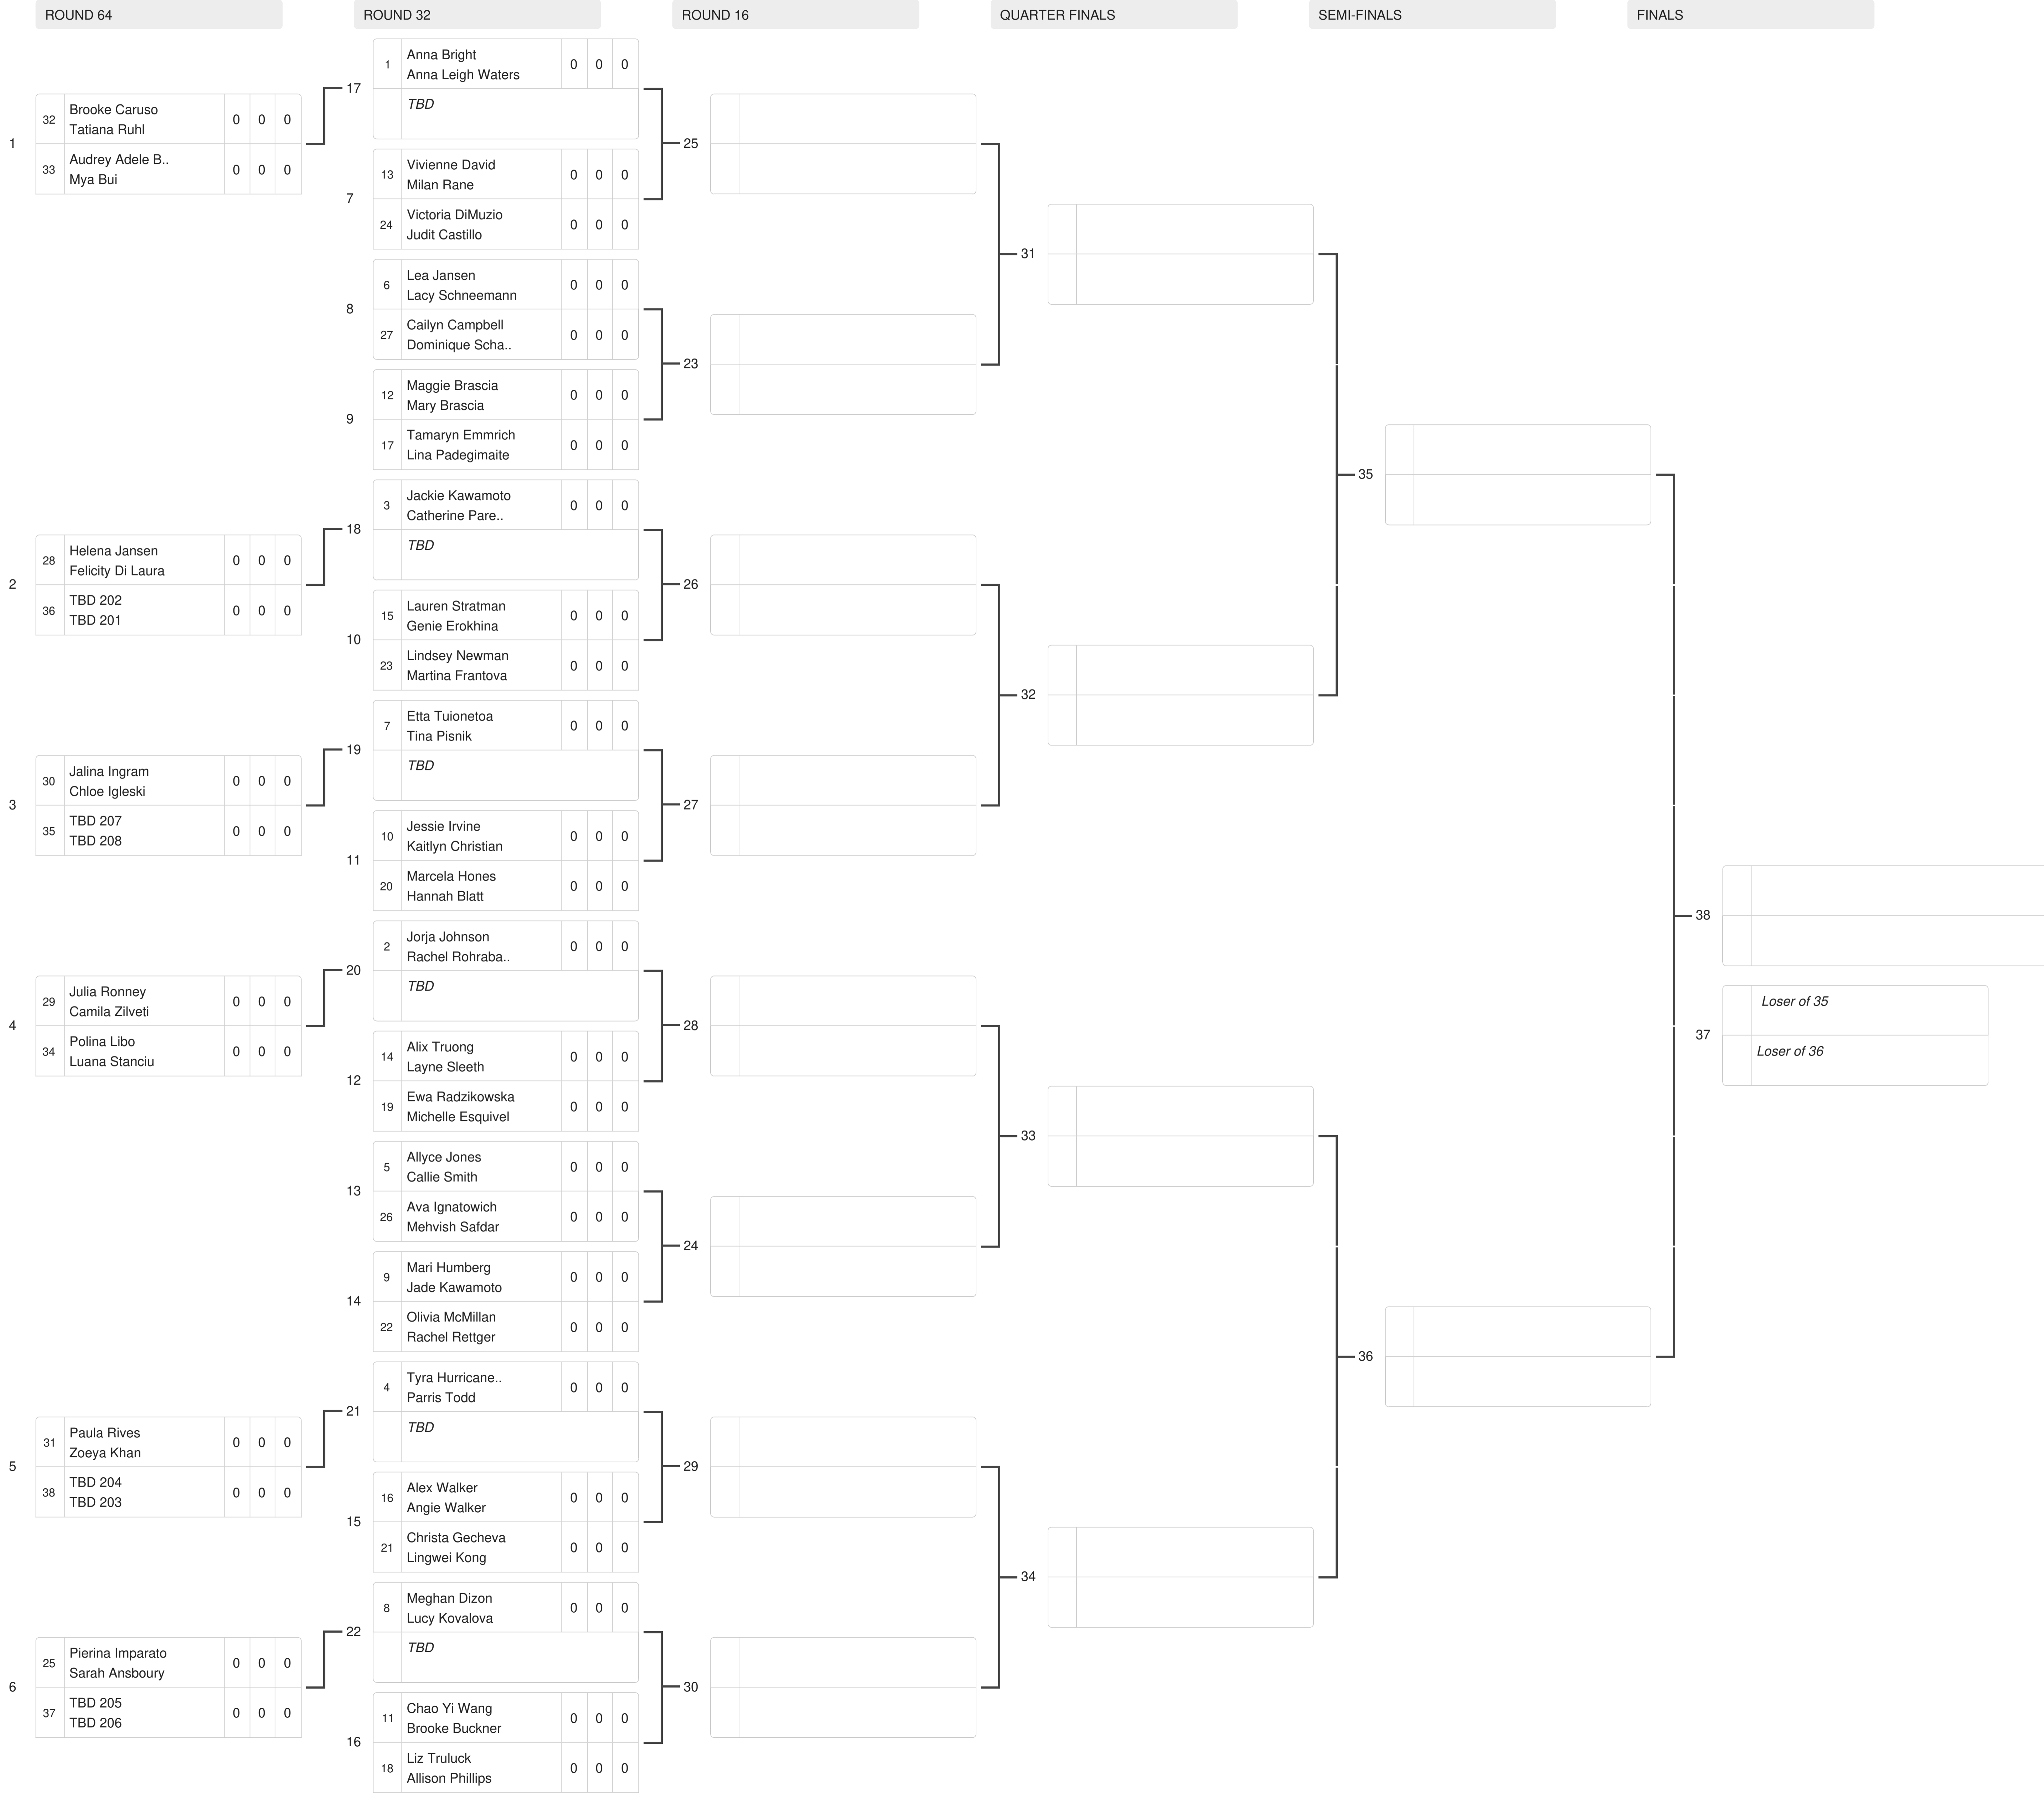 ROUND 64
ROUND 32
ROUND 16
QUARTER FINALS
SEMI-FINALS
FINALS
1
32
Brooke Caruso
Tatiana Ruhl
0 0 0
33
Audrey Adele B..
Mya Bui
0 0 0
2
28
Helena Jansen
Felicity Di Laura
0 0 0
36
TBD 202
TBD 201
0 0 0
3
30
Jalina Ingram
Chloe Igleski
0 0 0
35
TBD 207
TBD 208
0 0 0
4
29
Julia Ronney
Camila Zilveti
0 0 0
34
Polina Libo
Luana Stanciu
0 0 0
5
31
Paula Rives
Zoeya Khan
0 0 0
38
TBD 204
TBD 203
0 0 0
6
25
Pierina Imparato
Sarah Ansboury
0 0 0
37
TBD 205
TBD 206
0 0 0
17
1
Anna Bright
Anna Leigh Waters
0 0 0
TBD
7
13
Vivienne David
Milan Rane
0 0 0
24
Victoria DiMuzio
Judit Castillo
0 0 0
8
6
Lea Jansen
Lacy Schneemann
0 0 0
27
Cailyn Campbell
Dominique Scha..
0 0 0
9
12
Maggie Brascia
Mary Brascia
0 0 0
17
Tamaryn Emmrich
Lina Padegimaite
0 0 0
18
3
Jackie Kawamoto
Catherine Pare..
0 0 0
TBD
10
15
Lauren Stratman
Genie Erokhina
0 0 0
23
Lindsey Newman
Martina Frantova
0 0 0
19
7
Etta Tuionetoa
Tina Pisnik
0 0 0
TBD
11
10
Jessie Irvine
Kaitlyn Christian
0 0 0
20
Marcela Hones
Hannah Blatt
0 0 0
20
2
Jorja Johnson
Rachel Rohraba..
0 0 0
TBD
12
14
Alix Truong
Layne Sleeth
0 0 0
19
Ewa Radzikowska
Michelle Esquivel
0 0 0
13
5
Allyce Jones
Callie Smith
0 0 0
26
Ava Ignatowich
Mehvish Safdar
0 0 0
14
9
Mari Humberg
Jade Kawamoto
0 0 0
22
Olivia McMillan
Rachel Rettger
0 0 0
21
4
Tyra Hurricane..
Parris Todd
0 0 0
TBD
15
16
Alex Walker
Angie Walker
0 0 0
21
Christa Gecheva
Lingwei Kong
0 0 0
22
8
Meghan Dizon
Lucy Kovalova
0 0 0
TBD
16
11
Chao Yi Wang
Brooke Buckner
0 0 0
18
Liz Truluck
Allison Phillips
0 0 0
25
23
26
27
28
24
29
30
31
32
33
34
35
36
38
37
Loser of 35
Loser of 36